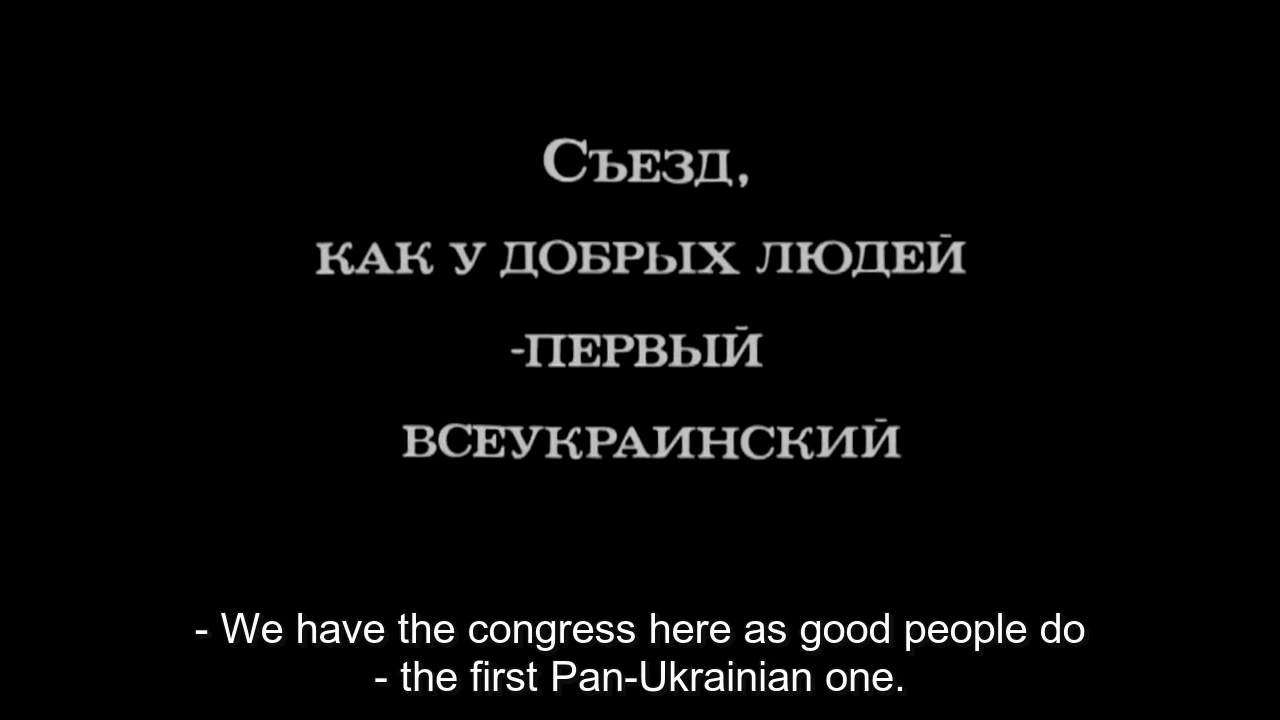 Съезд,
КАК У ДОБРЫХ ЛЮДЕЙ
-ПЕРВЫЙ
ВСЕУКРАИНСКИЙ
- We have the congress here as good people do
- the first Pan-Ukrainian one.